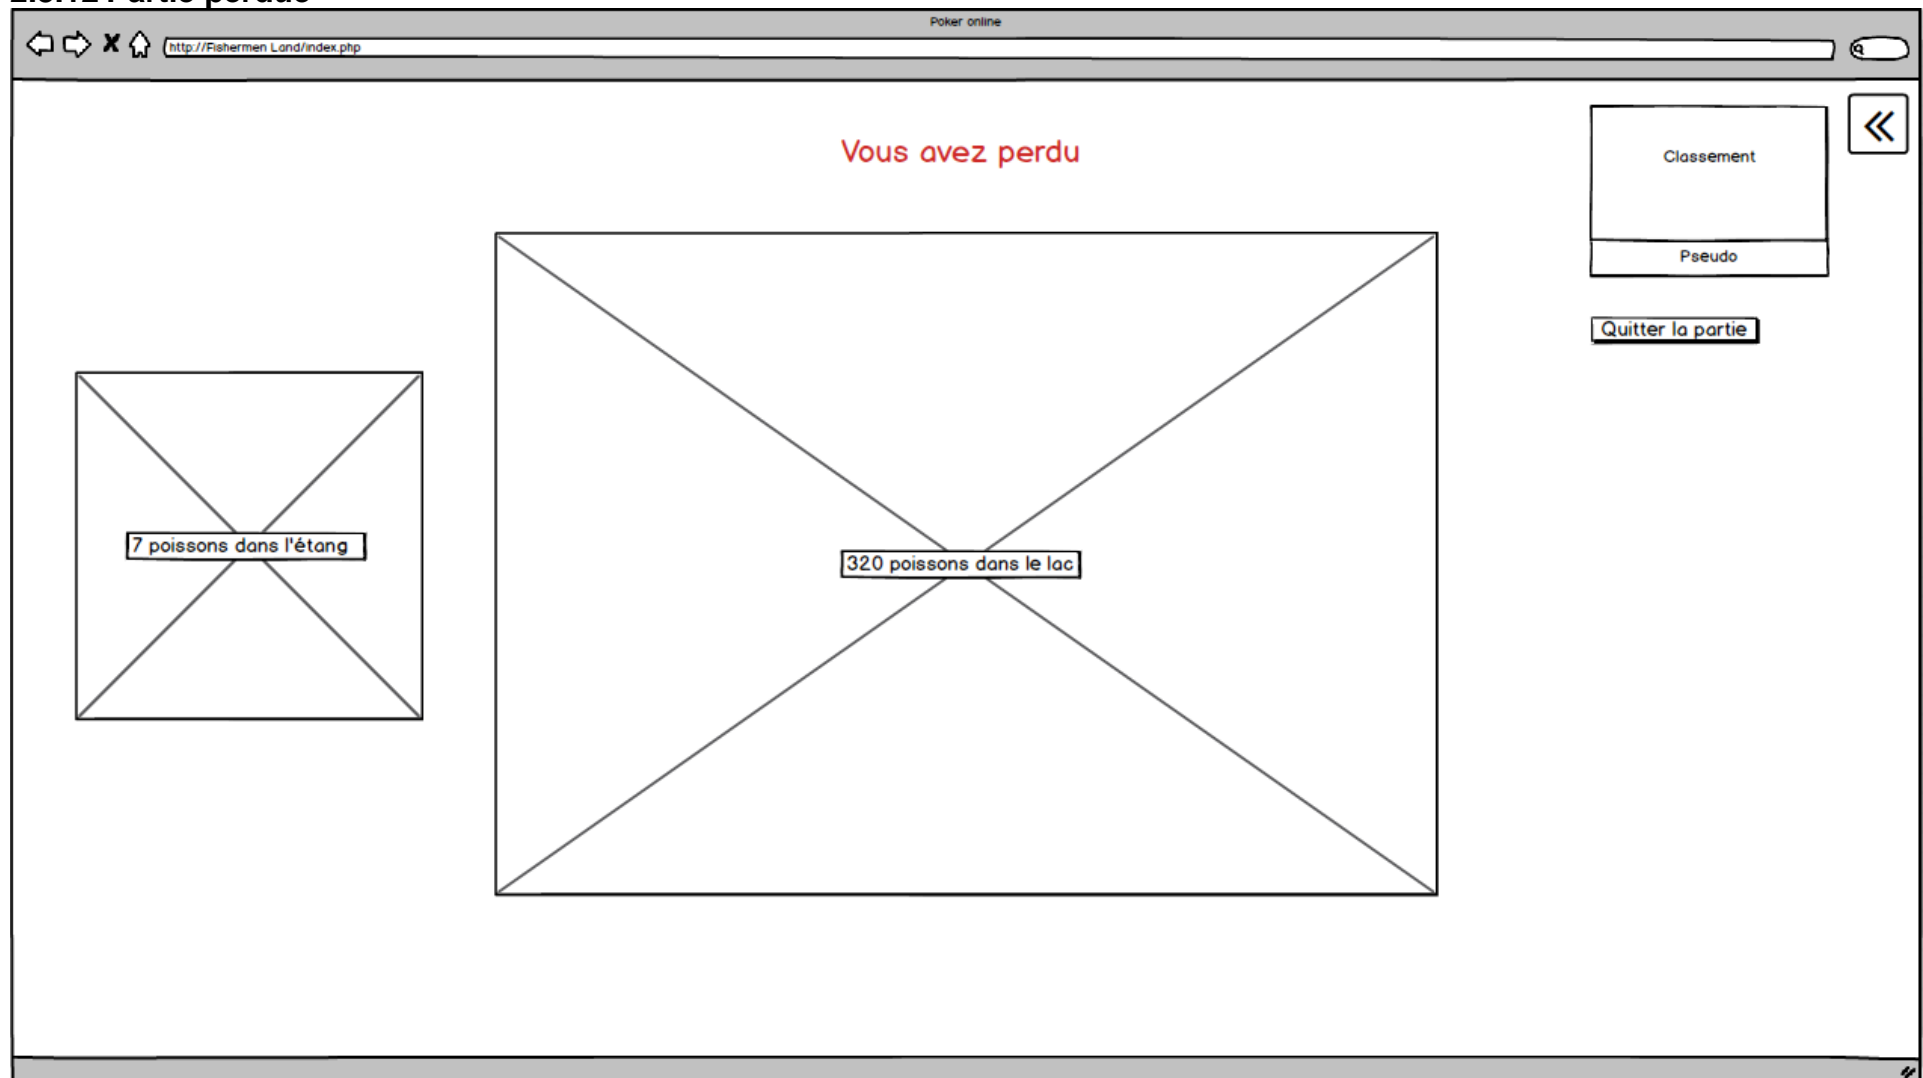 Poker online
http://Fishermen Land/index.php
Vous avez perdu
Classement
Pseudo
Quitter la partie
7 poissons dans l'étang
320 poissons dans le lac